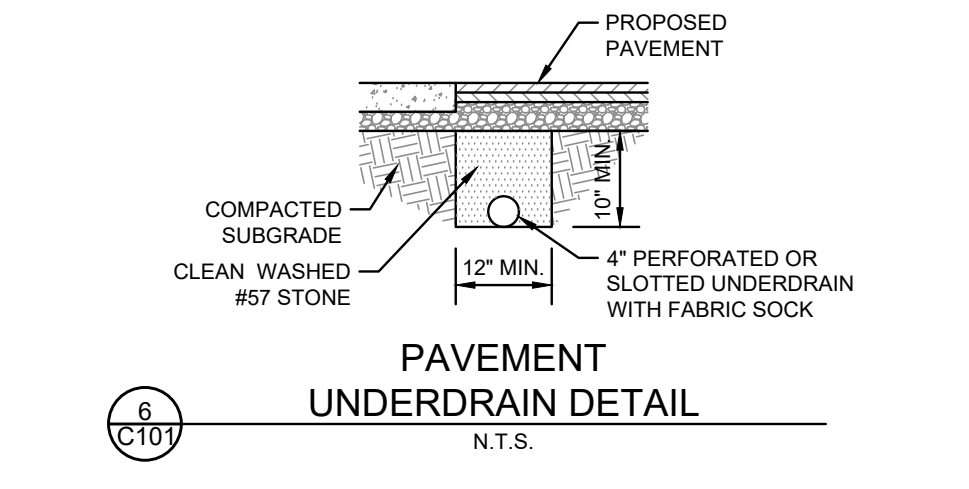 PROPOSED
PAVEMENT
10" MIN
COMPACTED
SUBGRADE
CLEAN WASHED
#57 STONE
12" MIN.
4" PERFORATED OR
SLOTTED UNDERDRAIN
WITH FABRIC SOCK
PAVEMENT
UNDERDRAIN DETAIL
6
C101
N.T.S.